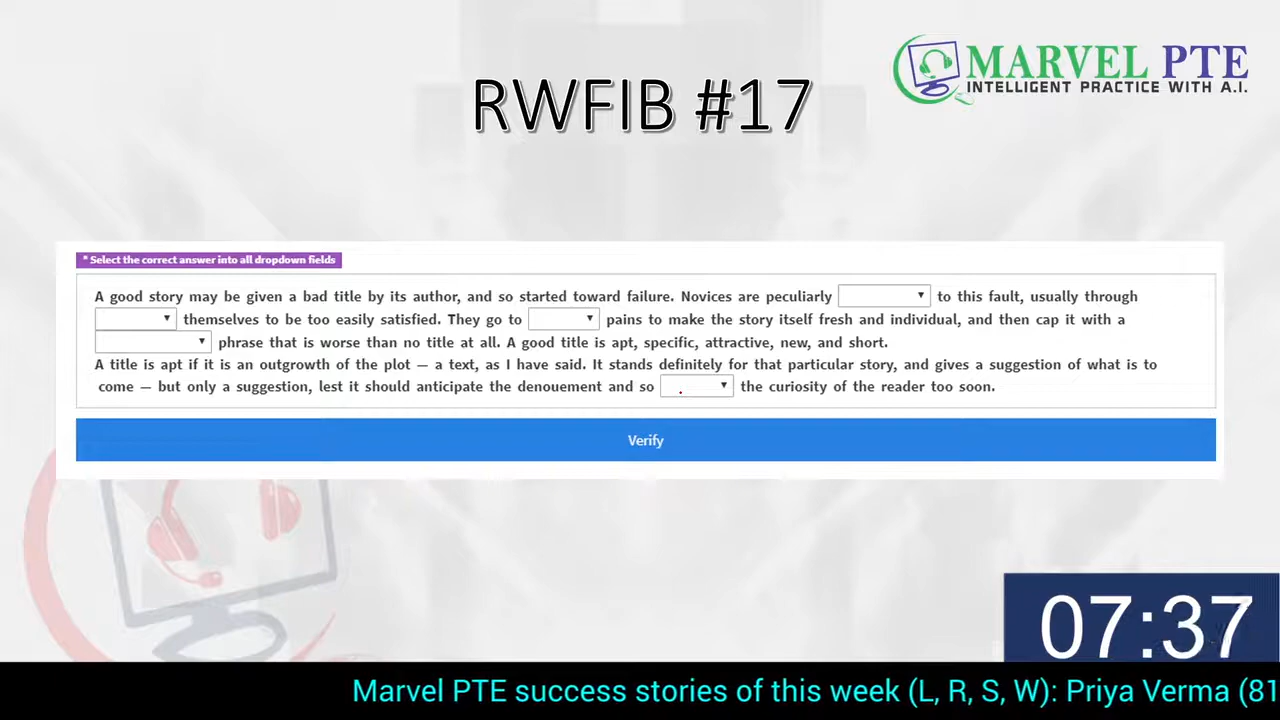 MARVEL PTE
INTELLIGENT PRACTICE WITH A.I.
RWFIB #17
* Select the correct answer into all dropdown fields
A good story may be given a bad title by its author, and so started toward failure. Novices are peculiarly to this fault, usually through
themselves to be too easily satisfied. They go to pains to make the story itself fresh and individual, and then cap it with a
phrase that is worse than no title at all. A good title is apt, specific, attractive, new, and short.
A title is apt if it is an outgrowth of the plot — a text, as I have said. It stands definitely for that particular story, and gives a suggestion of what is to
come — but only a suggestion, lest it should anticipate the denouement and so the curiosity of the reader too soon.
Verify
07:37
Marvel PTE success stories of this week (L, R, S, W): Priya Verma (81